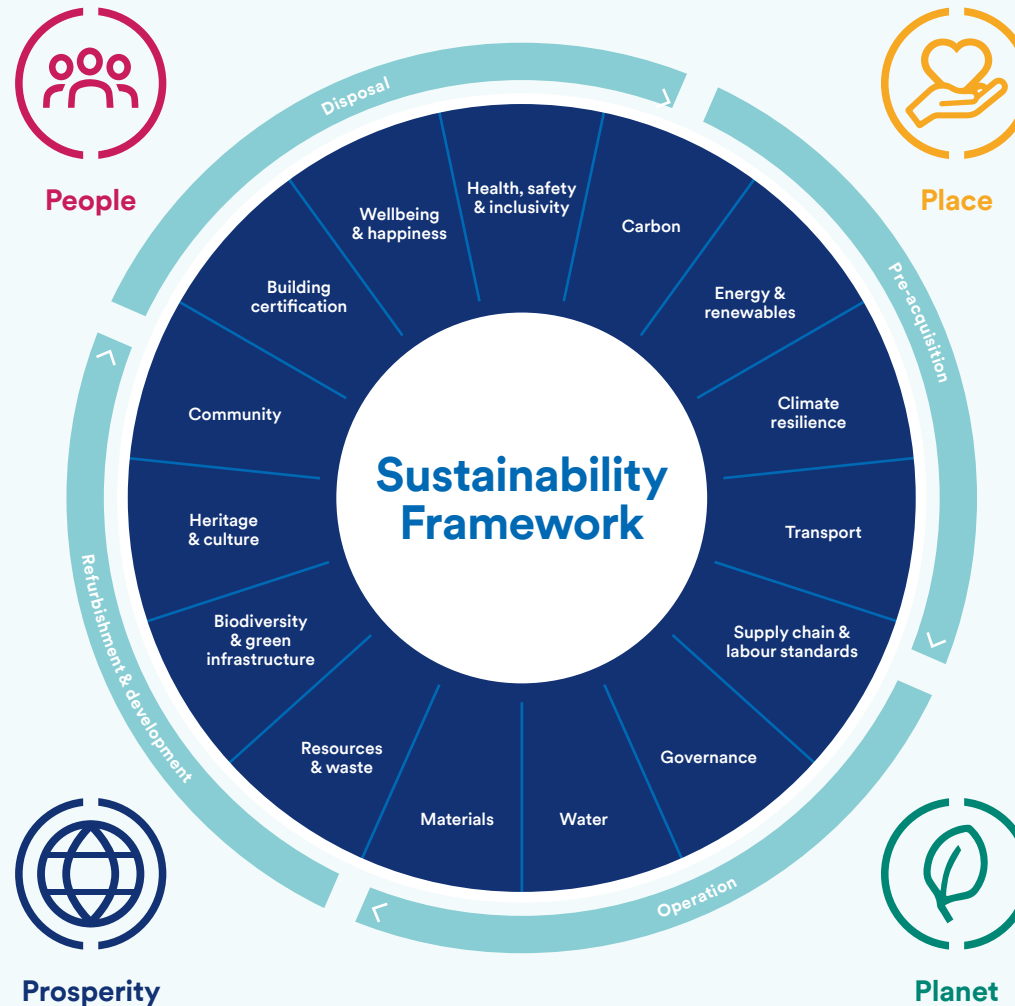 People
Place
Disposal
Pre-acquisition
Operation
Refurbishment & development
Health, safety
& inclusivity
Carbon
Energy &
renewables
Climate
resilience
Transport
Supply chain &
labour standards
Governance
Water
Materials
Resources
& waste
Biodiversity
& green
infrastructure
Heritage
& culture
Community
Building
certification
Wellbeing
& happiness
Sustainability
Framework
Prosperity
Planet